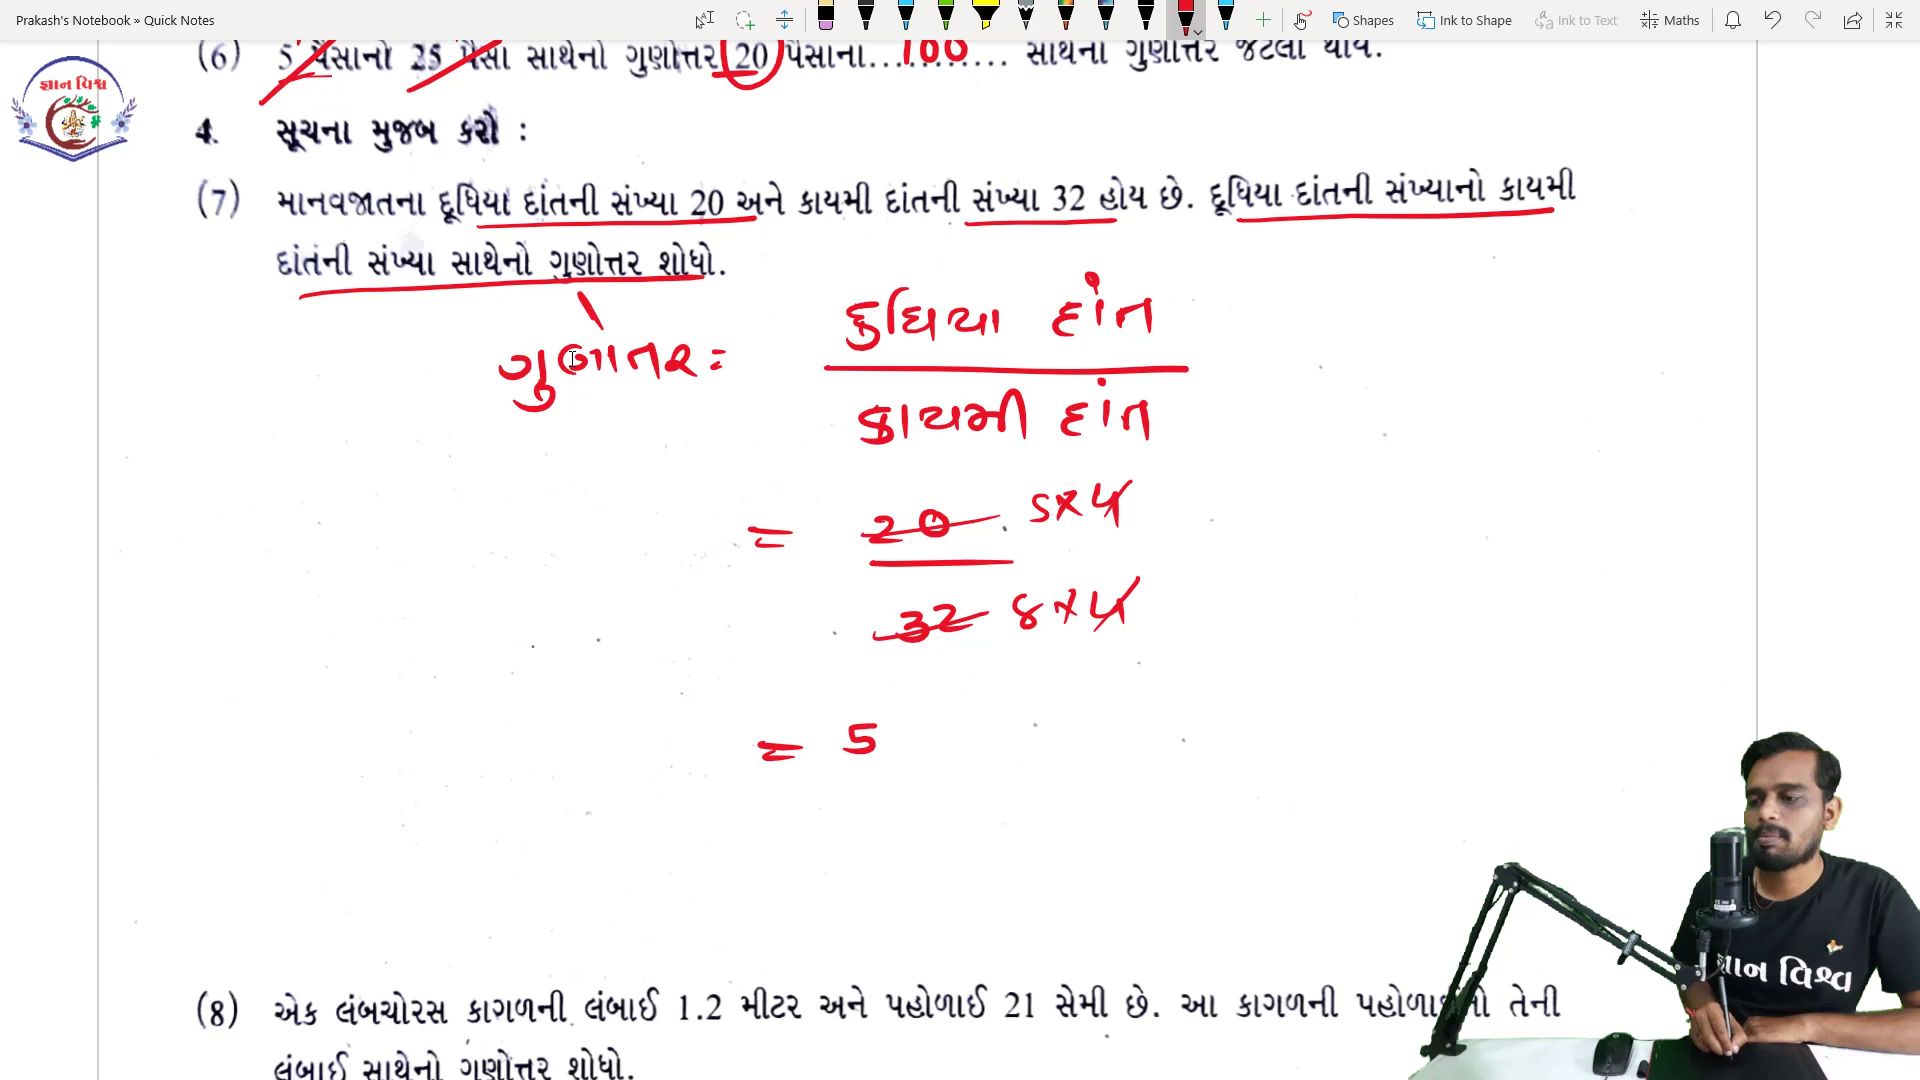 Prakash's Notebook » Quick Notes
Shapes
Ink to Shape
Ink to Text
Maths
(6) 5 પૈસાનો 25 પૈસા સાથેનો ગુણોત્તર 20 પૈસાના............ સાથેના ગુણોત્તર જેટલો થાય.
100
જ્ઞાન વિશ્વ
4. સૂચના મુજબ કરો :
(7) માનવજાતના દૂધિયા દાંતની સંખ્યા 20 અને કાયમી દાંતની સંખ્યા 32 હોય છે. દૂધિયા દાંતની સંખ્યાનો કાયમી
દાંતની સંખ્યા સાથેનો ગુણોત્તર શોધો.
દુધિયા દાંત
ગુણોતર =
કાયમી દાંત
= 20 5×4
32 8×4
= 5
જ્ઞાન વિશ્વ
(8) એક લંબચોરસ કાગળની લંબાઈ 1.2 મીટર અને પહોળાઈ 21 સેમી છે. આ કાગળની પહોળાઈનો તેની
લંબાઈ સાથેનો ગુણોત્તર શોધો.